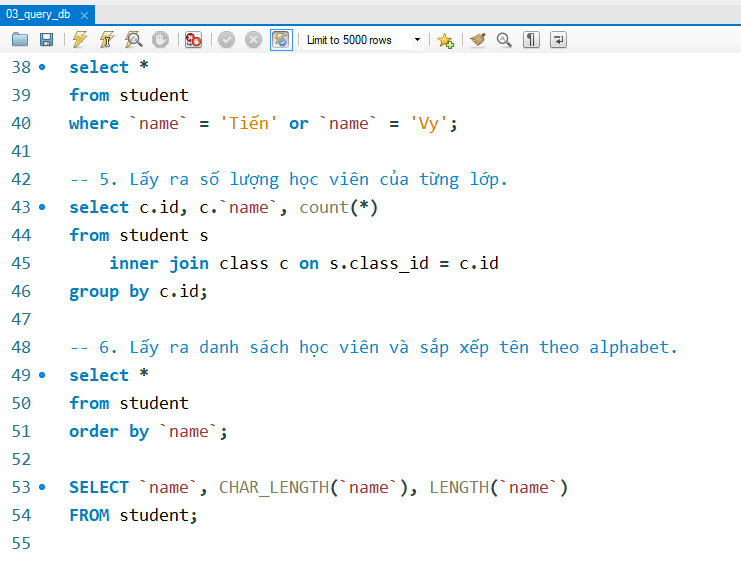 03_query_db
Limit to 5000 rows
38 select *
39 from student
40 where `name` = 'Tiến' or `name` = 'Vy';
41
42 -- 5. Lấy ra số lượng học viên của từng lớp.
43 select c.id, c.`name`, count(*)
44 from student s
45     inner join class c on s.class_id = c.id
46 group by c.id;
47
48 -- 6. Lấy ra danh sách học viên và sắp xếp tên theo alphabet.
49 select *
50 from student
51 order by `name`;
52
53 SELECT `name`, CHAR_LENGTH(`name`), LENGTH(`name`)
54 FROM student;
55